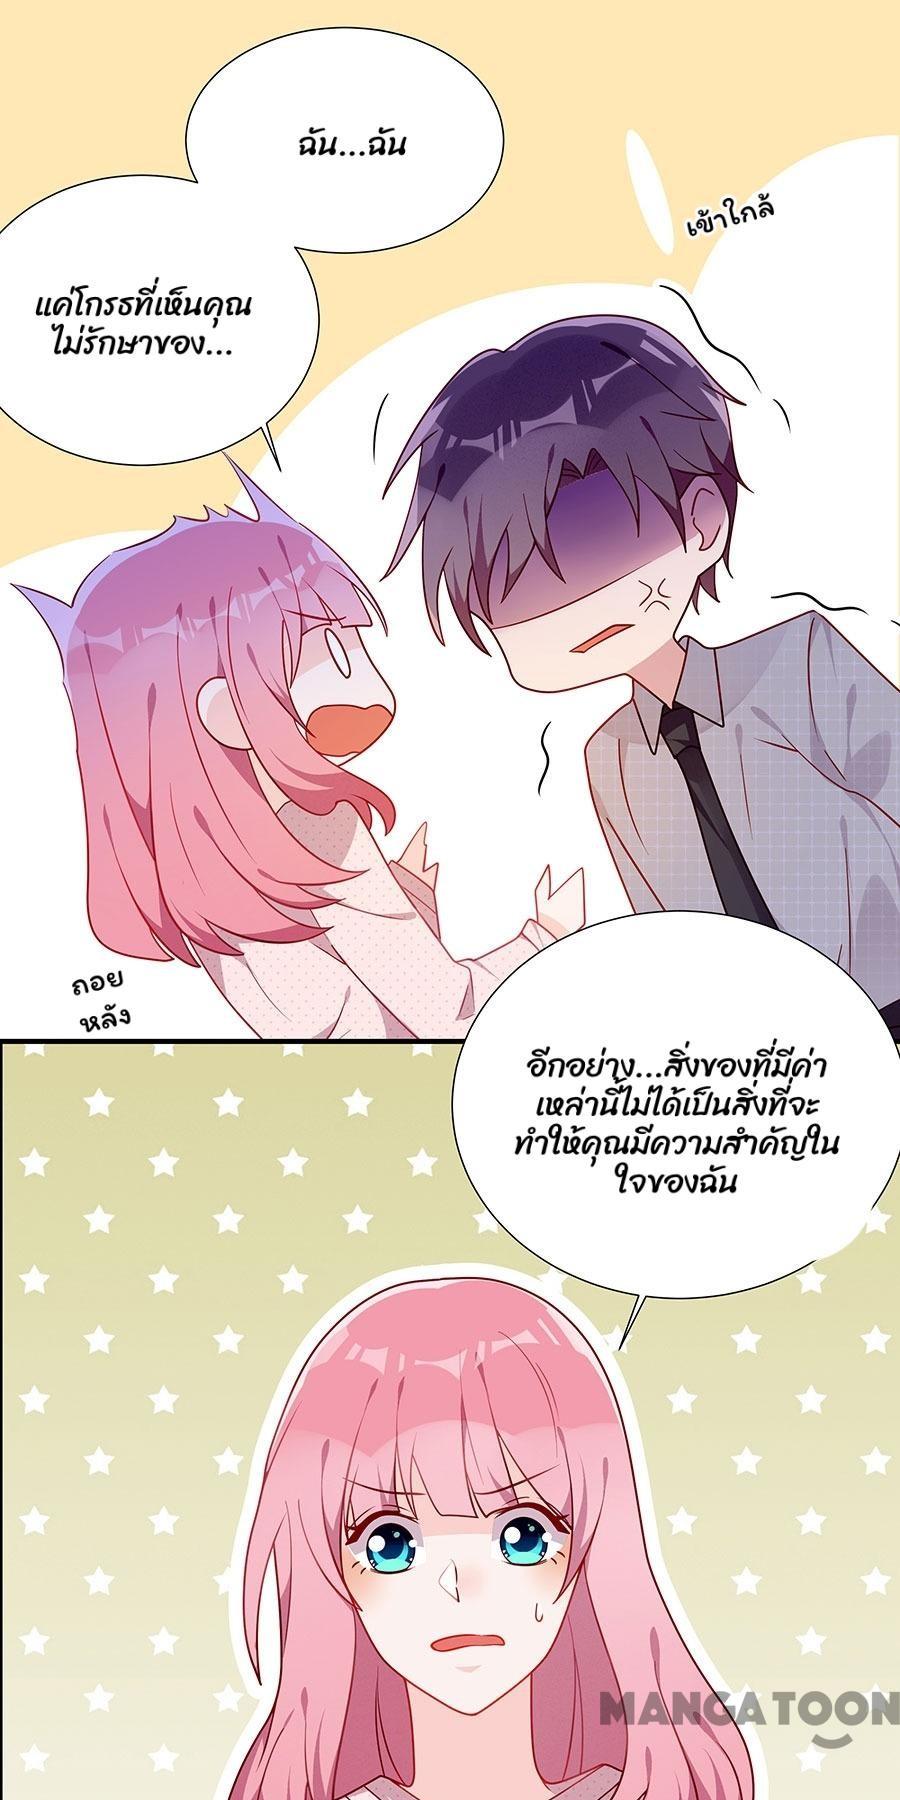 ฉัน...ฉัน
เข้าใกล้
แค่โกรธที่เห็นคุณ
ไม่รักษาของ...
ถอย
หลัง
อีกอย่าง...สิ่งของที่มีค่า
เหล่านี้ไม่ได้เป็นสิ่งที่จะ
ทำให้คุณมีความสำคัญใน
ใจของฉัน
MANGATOON